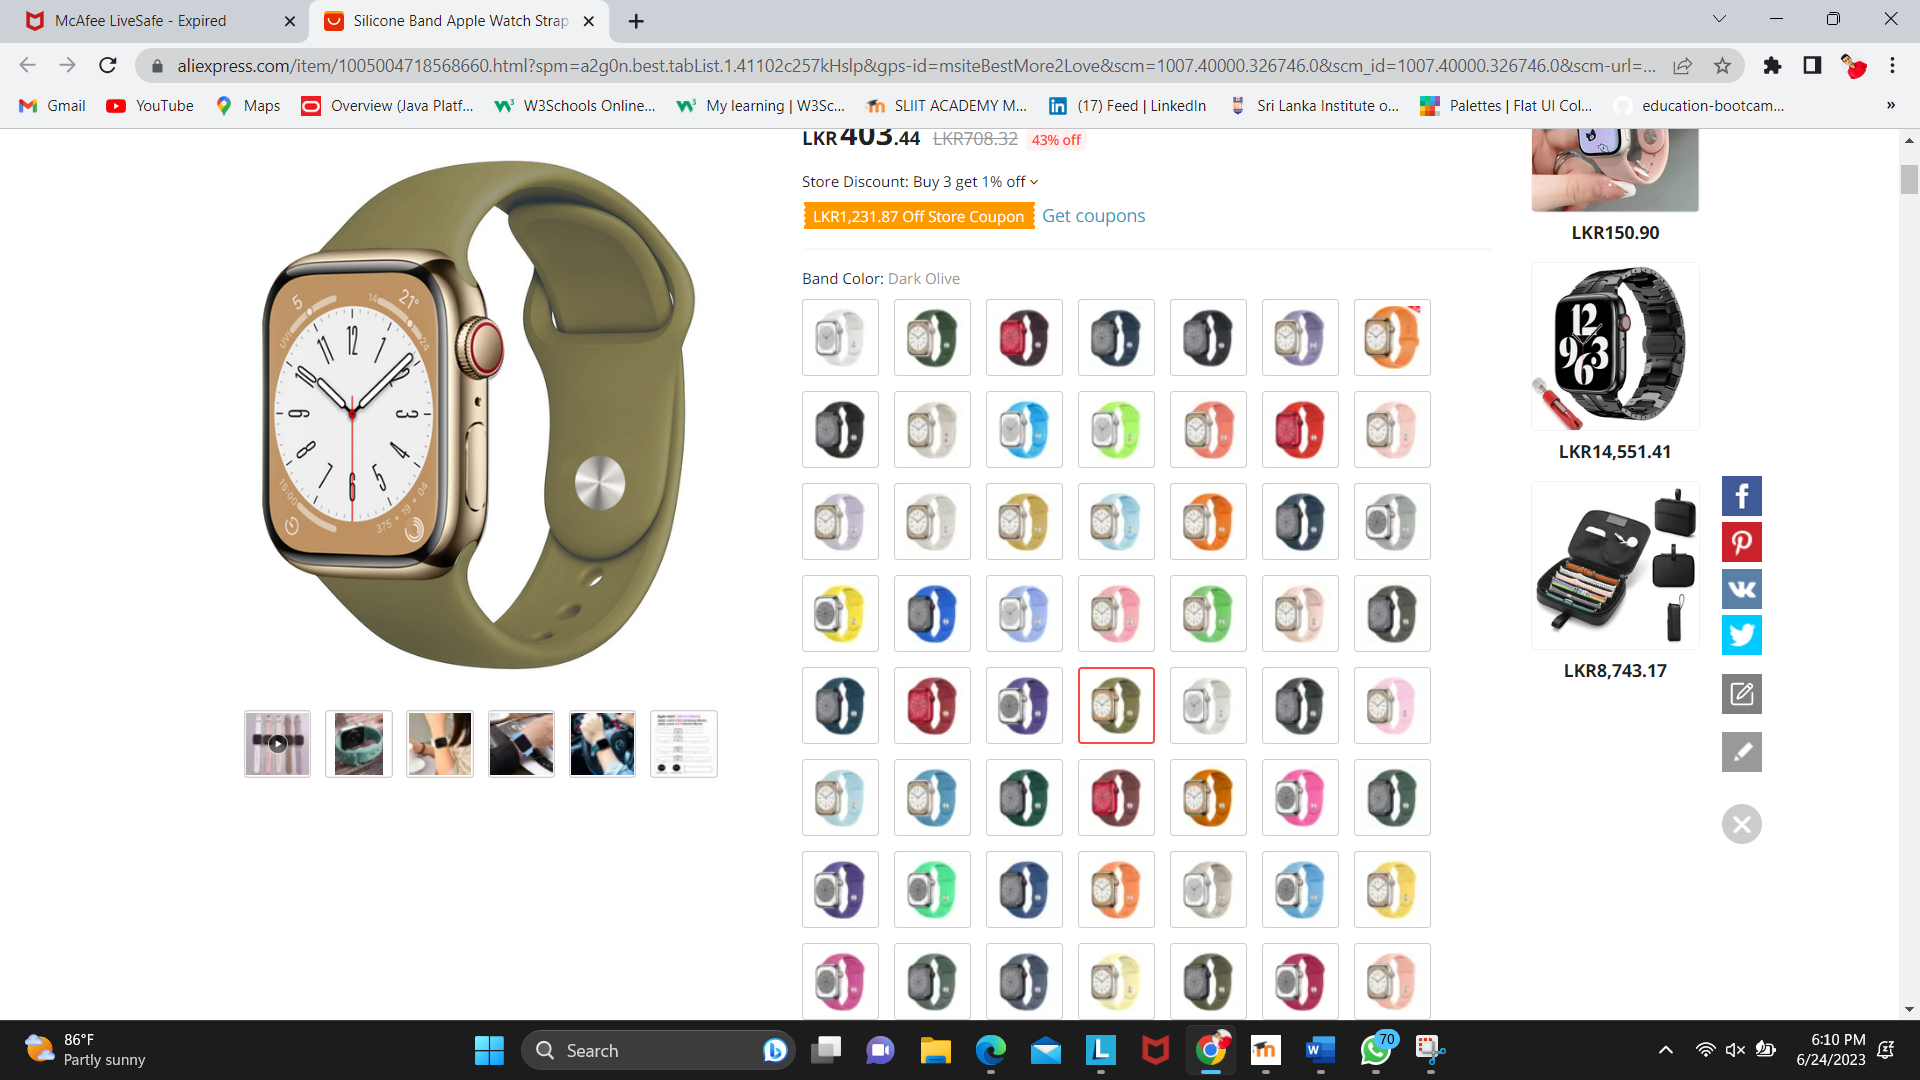 McAfee LiveSafe - Expired
Silicone Band Apple Watch Strap
aliexpress.com/item/1005004718568660.html?spm=a2g0n.best.tabList.1.41102c257kHslp&gps-id=msiteBestMore2Love&scm=1007.40000.326746.0&scm_id=1007.40000.326746.0&scm-url=...
Gmail YouTube Maps Overview (Java Platf... W3Schools Online... My learning | W3Sc... SLIIT ACADEMY M... (17) Feed | LinkedIn Sri Lanka Institute o... Palettes | Flat UI Col... education-bootcam... »
LKR 403.44 LKR708.32 43% off
Store Discount: Buy 3 get 1% off
LKR1,231.87 Off Store Coupon Get coupons
Band Color: Dark Olive
LKR150.90
LKR14,551.41
LKR8,743.17
86°F
Partly sunny
Search
70
6:10 PM
6/24/2023